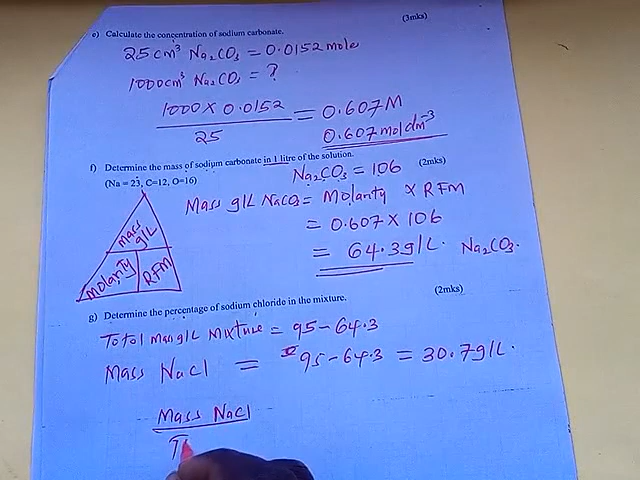 (3mks)
e) Calculate the concentration of sodium carbonate.
25cm³ Na₂CO₃ = 0.0152 mole
1000cm³ Na₂CO₃ = ?
1000 × 0.0152 = 0.607M
25
0.607 moldm⁻³
f) Determine the mass of sodium carbonate in 1 litre of the solution.
(Na = 23, C=12, O=16)
(2mks)
Na₂CO₃ = 106
Mass g/L NaCO₃ = Molarity × RFM
= 0.607 × 106
= 64.3g/L. Na₂CO₃.
mass g/L
molarity
RFM
g) Determine the percentage of sodium chloride in the mixture.
(2mks)
Total Mass g/L Mixture = 95 – 64.3
Mass NaCl = 95 – 64.3 = 30.7g/L.
Mass NaCl